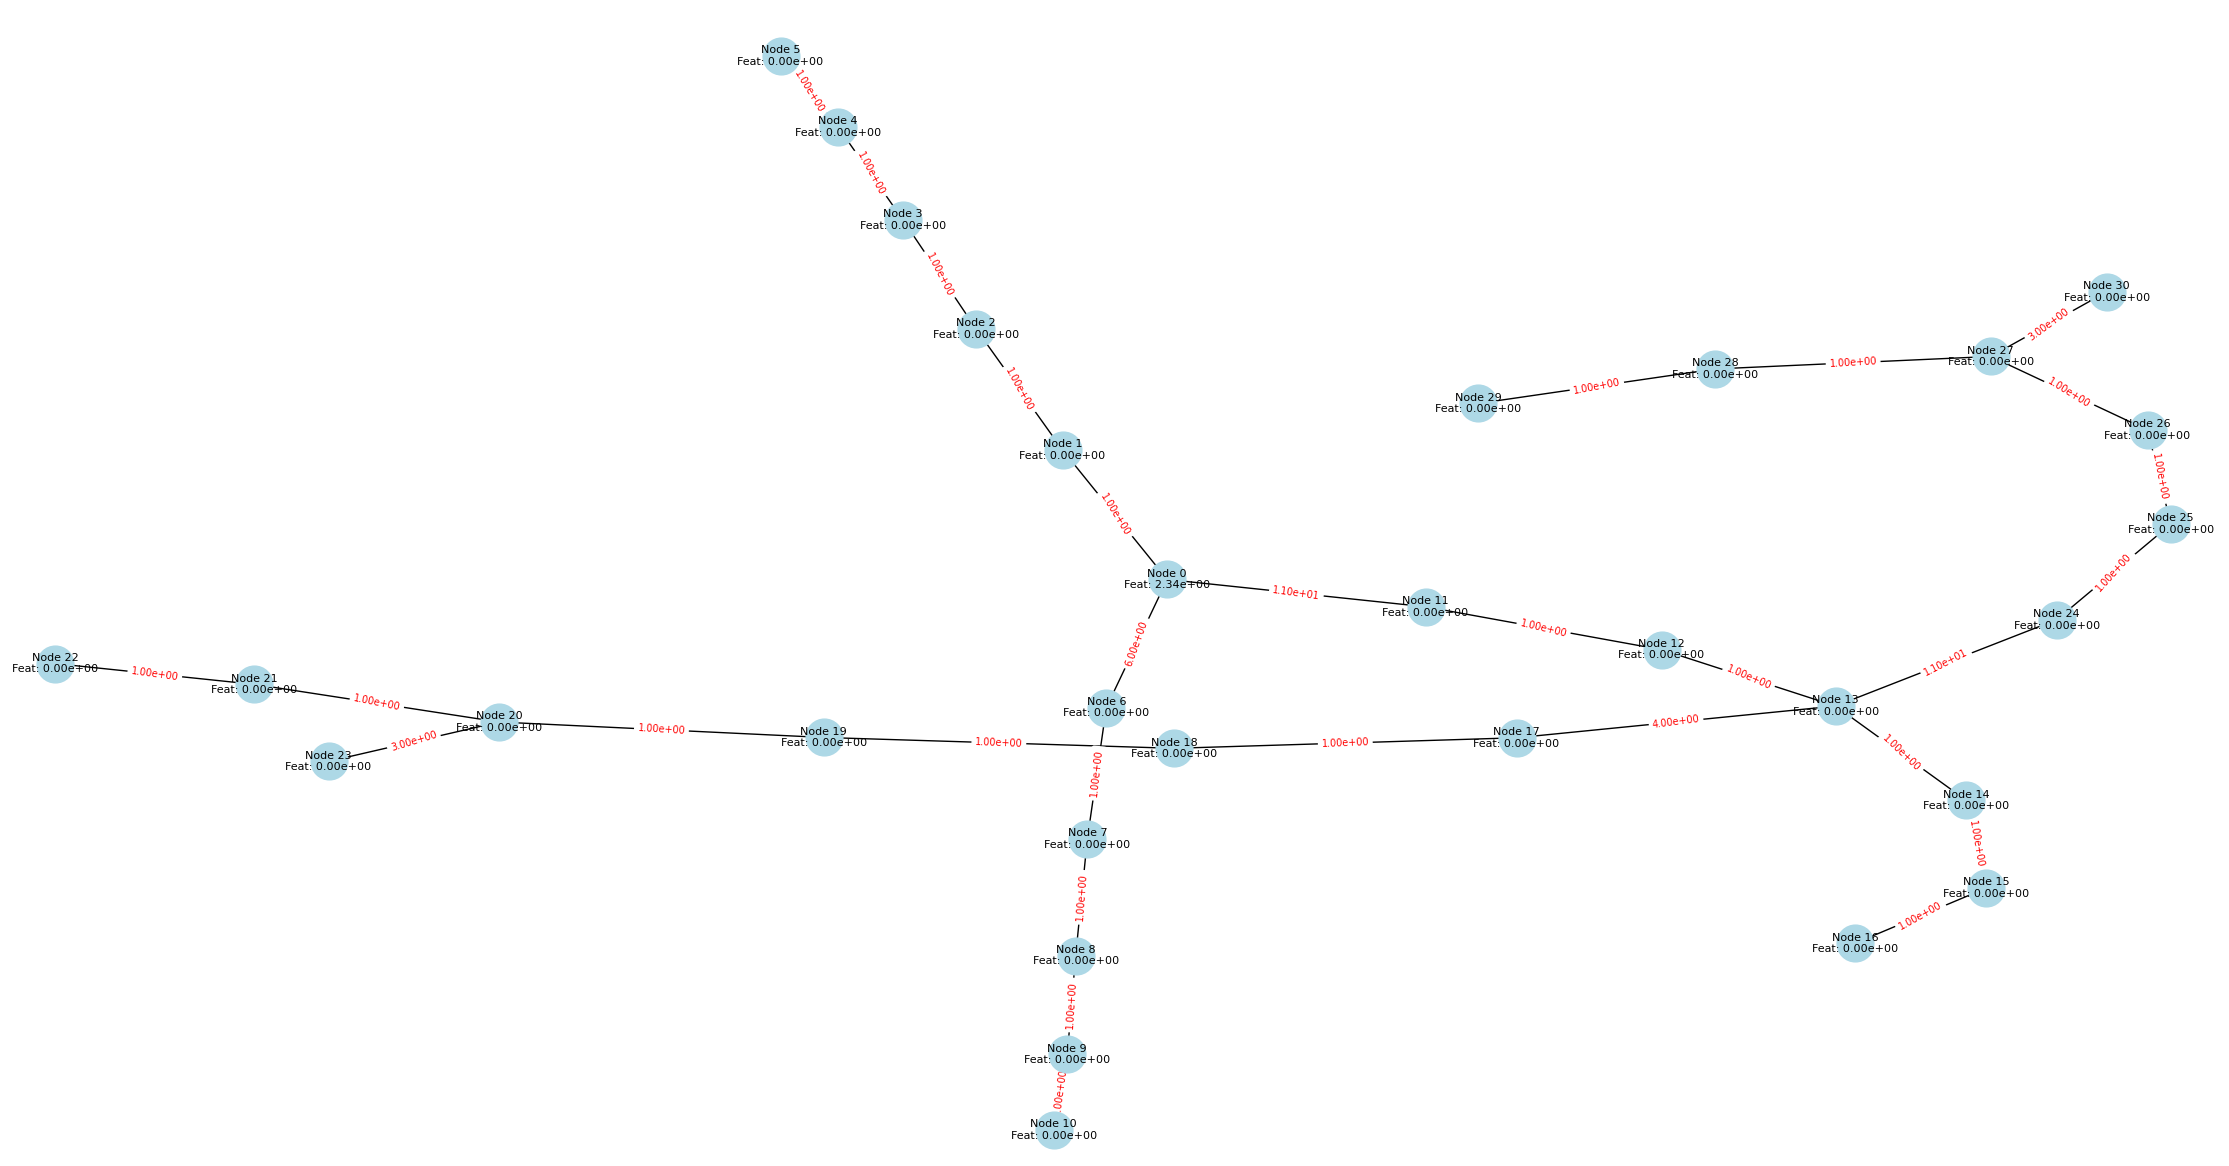 Node 5
Feat: 0.00e+00
1.00e+00
Node 4
Feat: 0.00e+00
1.00e+00
Node 3
Feat: 0.00e+00
1.00e+00
Node 2
Feat: 0.00e+00
1.00e+00
Node 1
Feat: 0.00e+00
1.00e+00
Node 0
Feat: 2.34e+00
1.10e+01
Node 11
Feat: 0.00e+00
1.00e+00
Node 12
Feat: 0.00e+00
1.00e+00
Node 13
Feat: 0.00e+00
Node 30
Feat: 0.00e+00
3.00e+00
Node 27
Feat: 0.00e+00
1.00e+00
Node 28
Feat: 0.00e+00
1.00e+00
Node 29
Feat: 0.00e+00
1.00e+00
Node 26
Feat: 0.00e+00
1.00e+00
Node 25
Feat: 0.00e+00
1.00e+00
Node 24
Feat: 0.00e+00
1.10e+01
6.00e+00
Node 6
Feat: 0.00e+00
1.00e+00
Node 22
Feat: 0.00e+00
1.00e+00
Node 21
Feat: 0.00e+00
1.00e+00
Node 20
Feat: 0.00e+00
3.00e+00
Node 23
Feat: 0.00e+00
1.00e+00
Node 19
Feat: 0.00e+00
1.00e+00
Node 18
Feat: 0.00e+00
1.00e+00
Node 17
Feat: 0.00e+00
4.00e+00
1.00e+00
Node 14
Feat: 0.00e+00
1.00e+00
Node 15
Feat: 0.00e+00
1.00e+00
Node 16
Feat: 0.00e+00
Node 7
Feat: 0.00e+00
1.00e+00
Node 8
Feat: 0.00e+00
1.00e+00
Node 9
Feat: 0.00e+00
.00e+00
Node 10
Feat: 0.00e+00